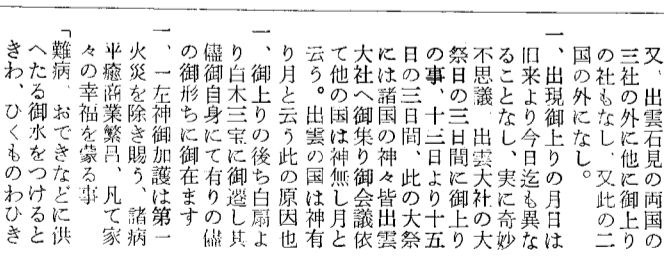 又、出雲石見の両国の
三社の外に他に御上り
の社もなし、又此の二
国の外になし。
一、出現御上りの月日は
旧来より今日迄も異な
ることなし、実に奇妙
不思議、出雲大社の大
祭日の三日間に御上り
の事、十三日より十五
日の三日間、此の大祭
には諸国の神々皆出雲
大社へ御集り御会議依
て他の国は神無し月と
云う。出雲の国は神有
り月と云う此の原因也
一、御上りの後ち白扇よ
り白木三宝に御遷し其
儘御自身にて有りの儘
の御形ちに御在ます
一、一左神御加護は第一
火災を除き賜う、諸病
平癒商業繁昌、凡て家
々の幸福を蒙る事
「難病、おできなどに供
へたる御水をつけると
きわ、ひくものわひき